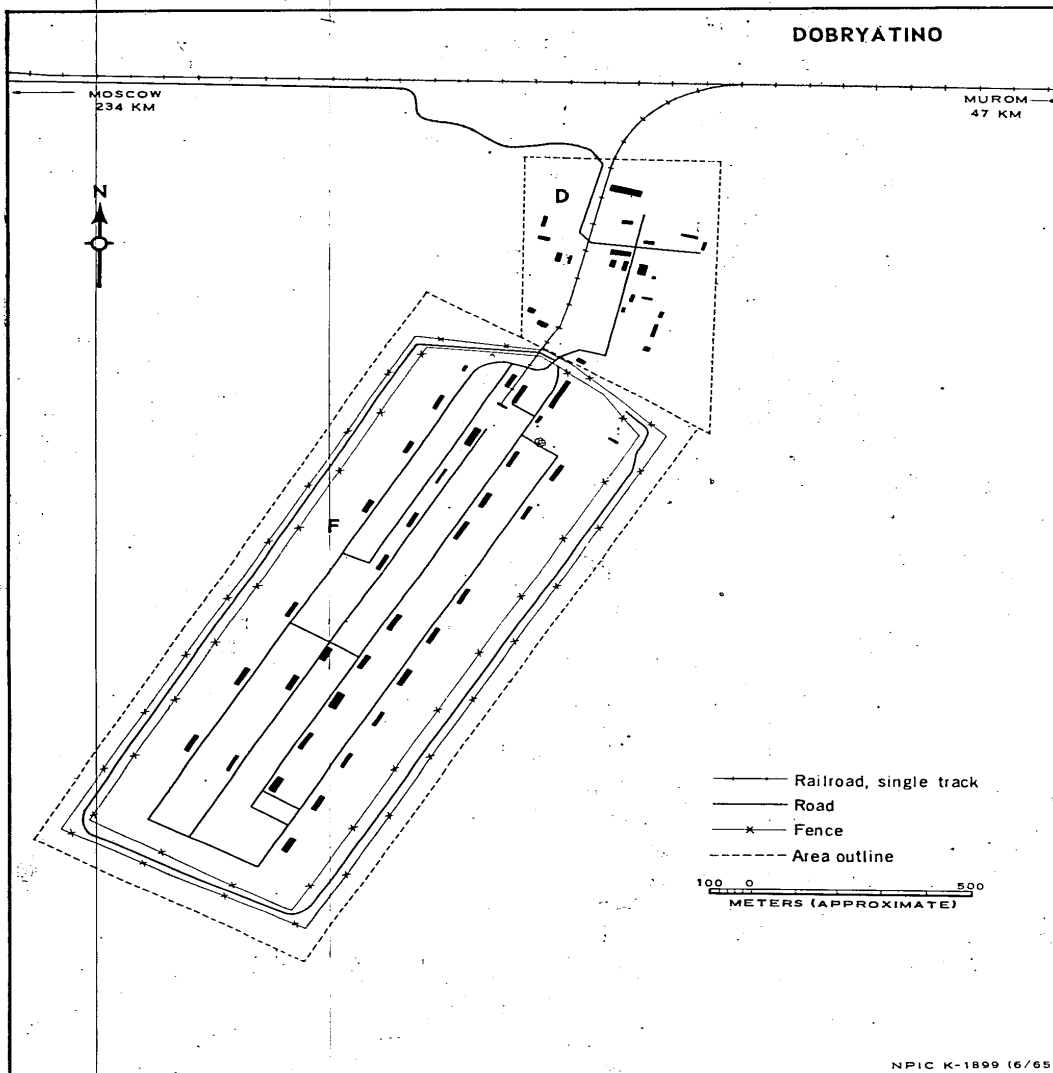 DOBRYATINO
MOSCOW
234 KM
MUROM
47 KM
N
D
F
Railroad, single track
Road
Fence
Area outline
100 0 500
METERS (APPROXIMATE)
NPIC K-1899 (6/65